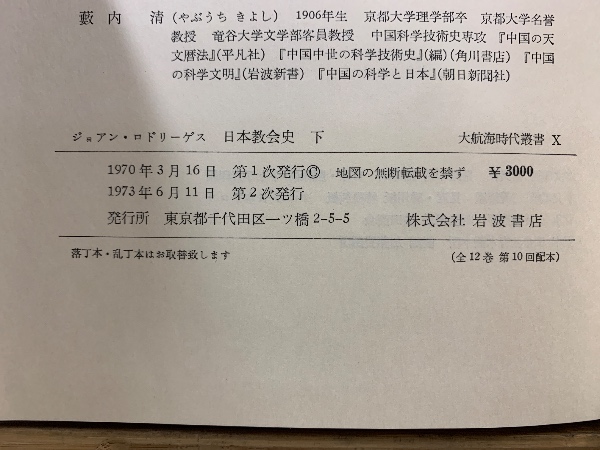 藪内 清 (やぶうち きよし) 1906年生 京都大学理学部卒 京都大学名誉
教授 竜谷大学文学部客員教授 中国科学技術史専攻 『中国の天
文暦法』(平凡社) 『中国中世の科学技術史』(編)(角川書店) 『中国
の科学文明』(岩波新書) 『中国の科学と日本』(朝日新聞社)
ジョアン・ロドリーゲス 日本教会史 下 大航海時代叢書 X
1970年3月16日 第1次発行© 地図の無断転載を禁ず ¥3000
1973年6月11日 第2次発行
発行所 東京都千代田区一ツ橋2-5-5 株式会社 岩波書店
落丁本・乱丁本はお取替致します (全12巻 第10回配本)